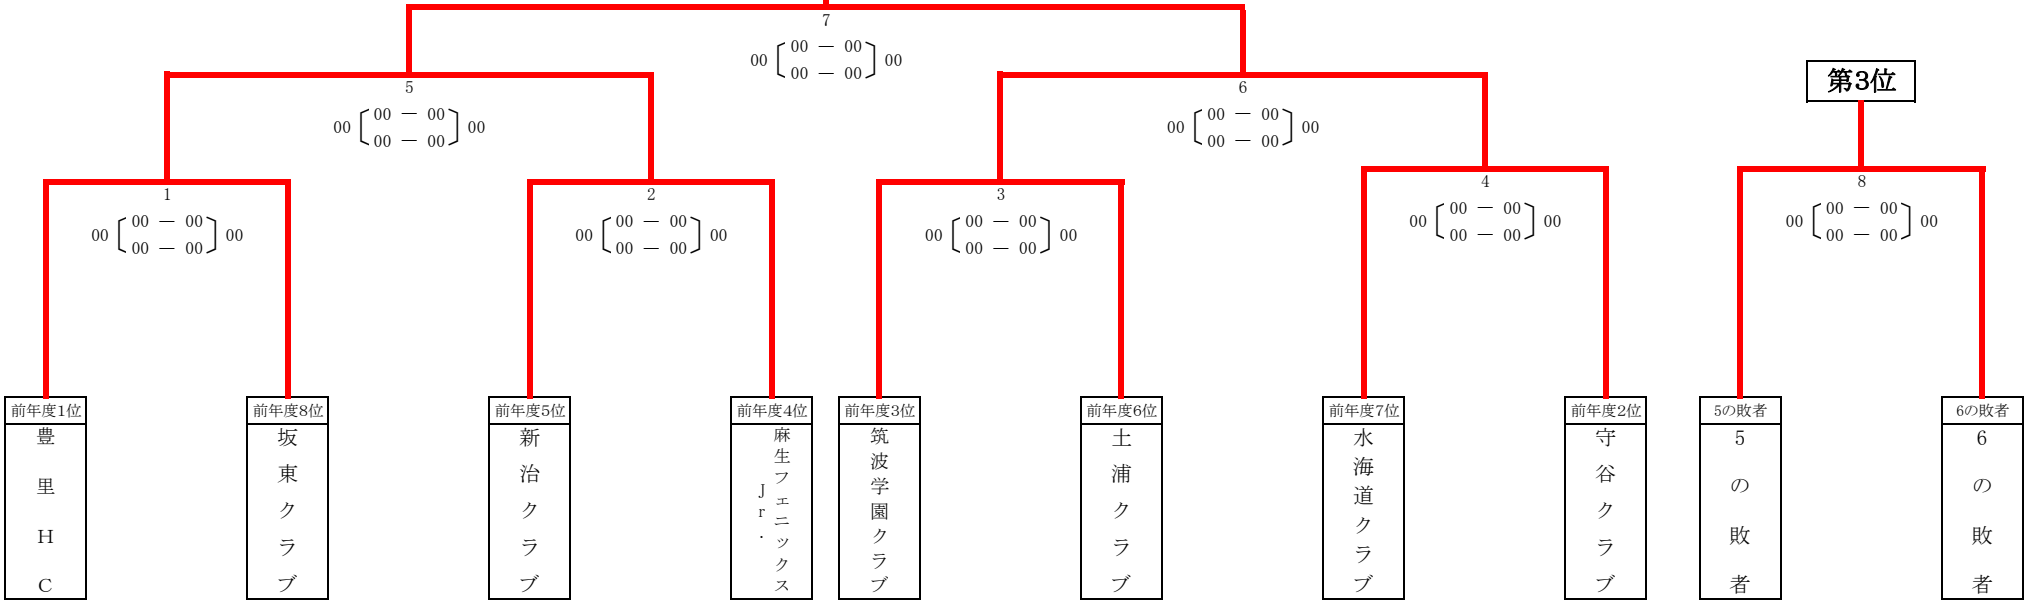 7
00 00 － 00 00
00 － 00
第3位
5
00 00 － 00 00
00 － 00
6
00 00 － 00 00
00 － 00
1
00 00 － 00 00
00 － 00
2
00 00 － 00 00
00 － 00
3
00 00 － 00 00
00 － 00
4
00 00 － 00 00
00 － 00
8
00 00 － 00 00
00 － 00
前年度1位
豊里HC
前年度8位
坂東クラブ
前年度5位
新治クラブ
前年度4位
麻生フェニックス
Jr.
前年度3位
筑波学園クラブ
前年度6位
土浦クラブ
前年度7位
水海道クラブ
前年度2位
守谷クラブ
5の敗者
5の敗者
6の敗者
6の敗者